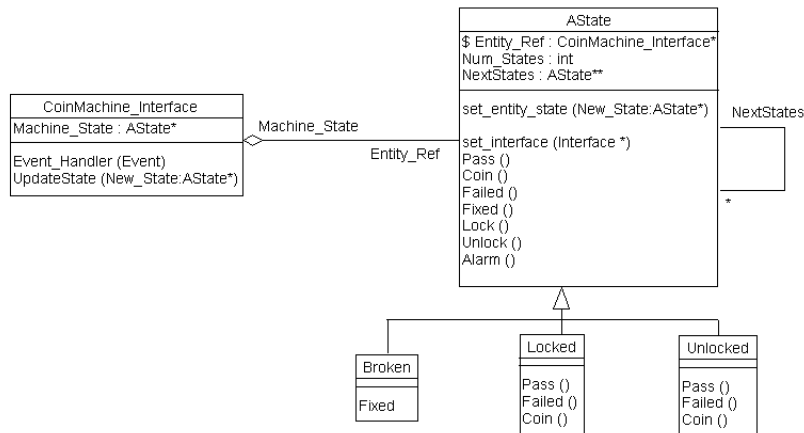 AState
$ Entity_Ref : CoinMachine_Interface*
Num_States : int
NextStates : AState**
set_entity_state (New_State:AState*)
set_interface (Interface *)
Pass ()
Coin ()
Failed ()
Fixed ()
Lock ()
Unlock ()
Alarm ()
CoinMachine_Interface
Machine_State : AState*
Event_Handler (Event)
UpdateState (New_State:AState*)
Machine_State
Entity_Ref
NextStates
*
Broken
Fixed
Locked
Pass ()
Failed ()
Coin ()
Unlocked
Pass ()
Failed ()
Coin ()